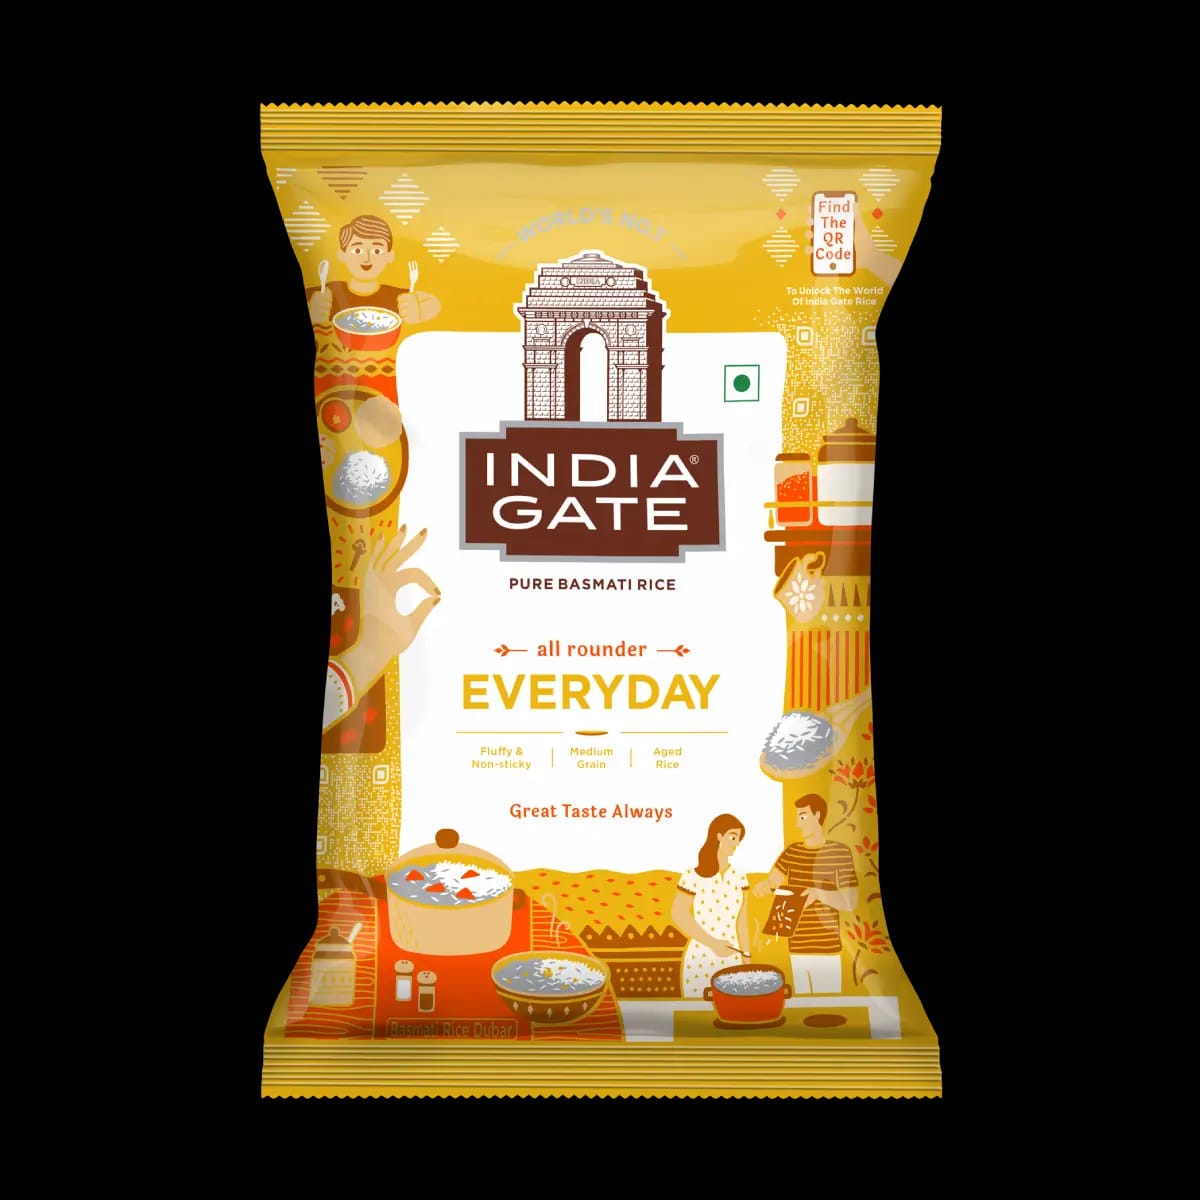 WORLD'S NO.1
Find
The
QR
Code
To Unlock The World
Of India Gate Rice
INDIA
INDIA®
GATE
PURE BASMATI RICE
all rounder
EVERYDAY
Fluffy &
Non-sticky
Medium
Grain
Aged
Rice
Great Taste Always
Basmati Rice Dubar